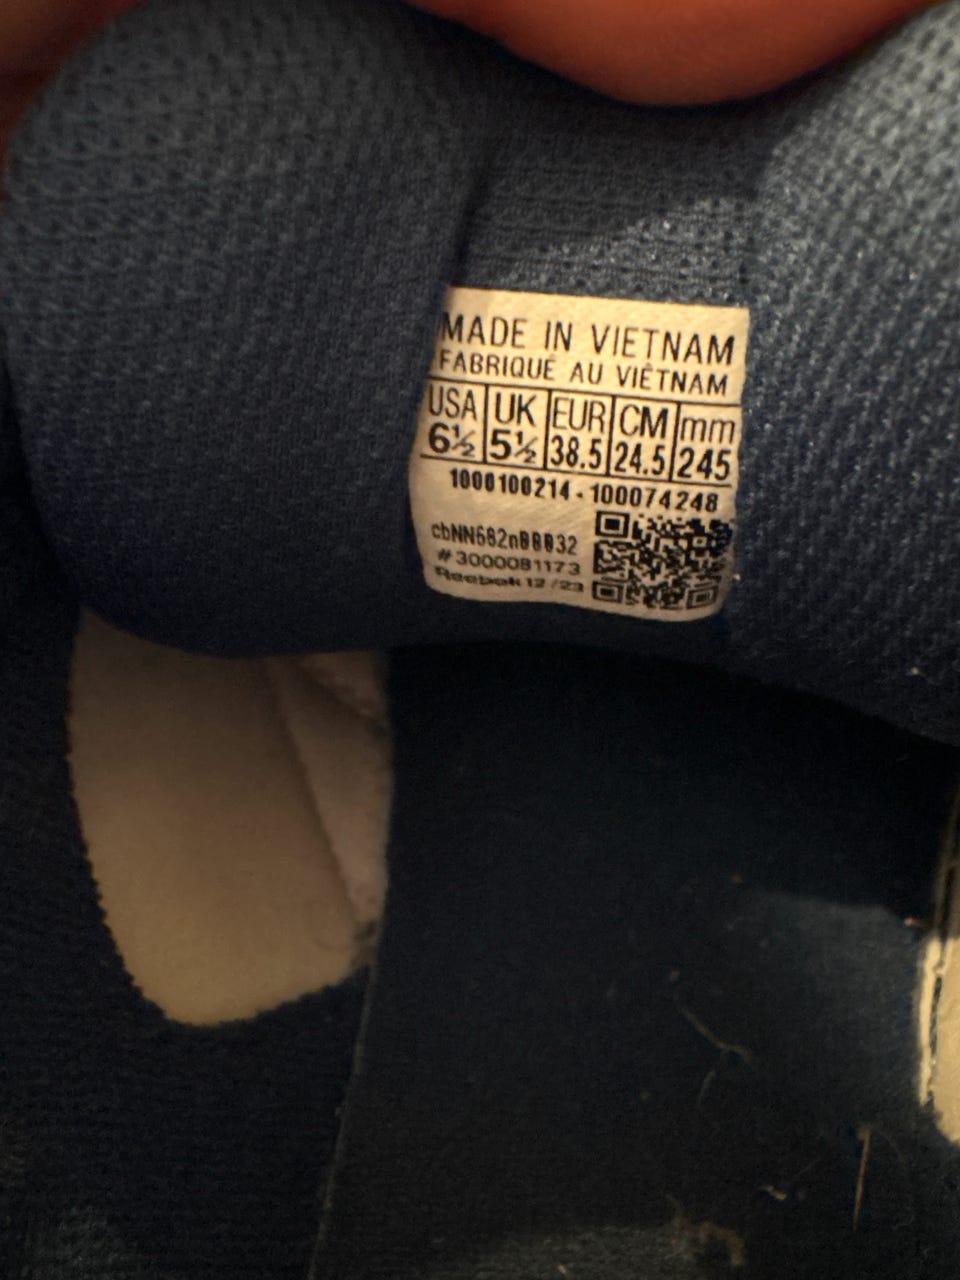 MADE IN VIETNAM
FABRIQUÉ AU VIÊTNAM
USA UK EUR CM mm
6½ 5½ 38.5 24.5 245
1000100214 - 100074248
#3000081173
Reebok 12/23